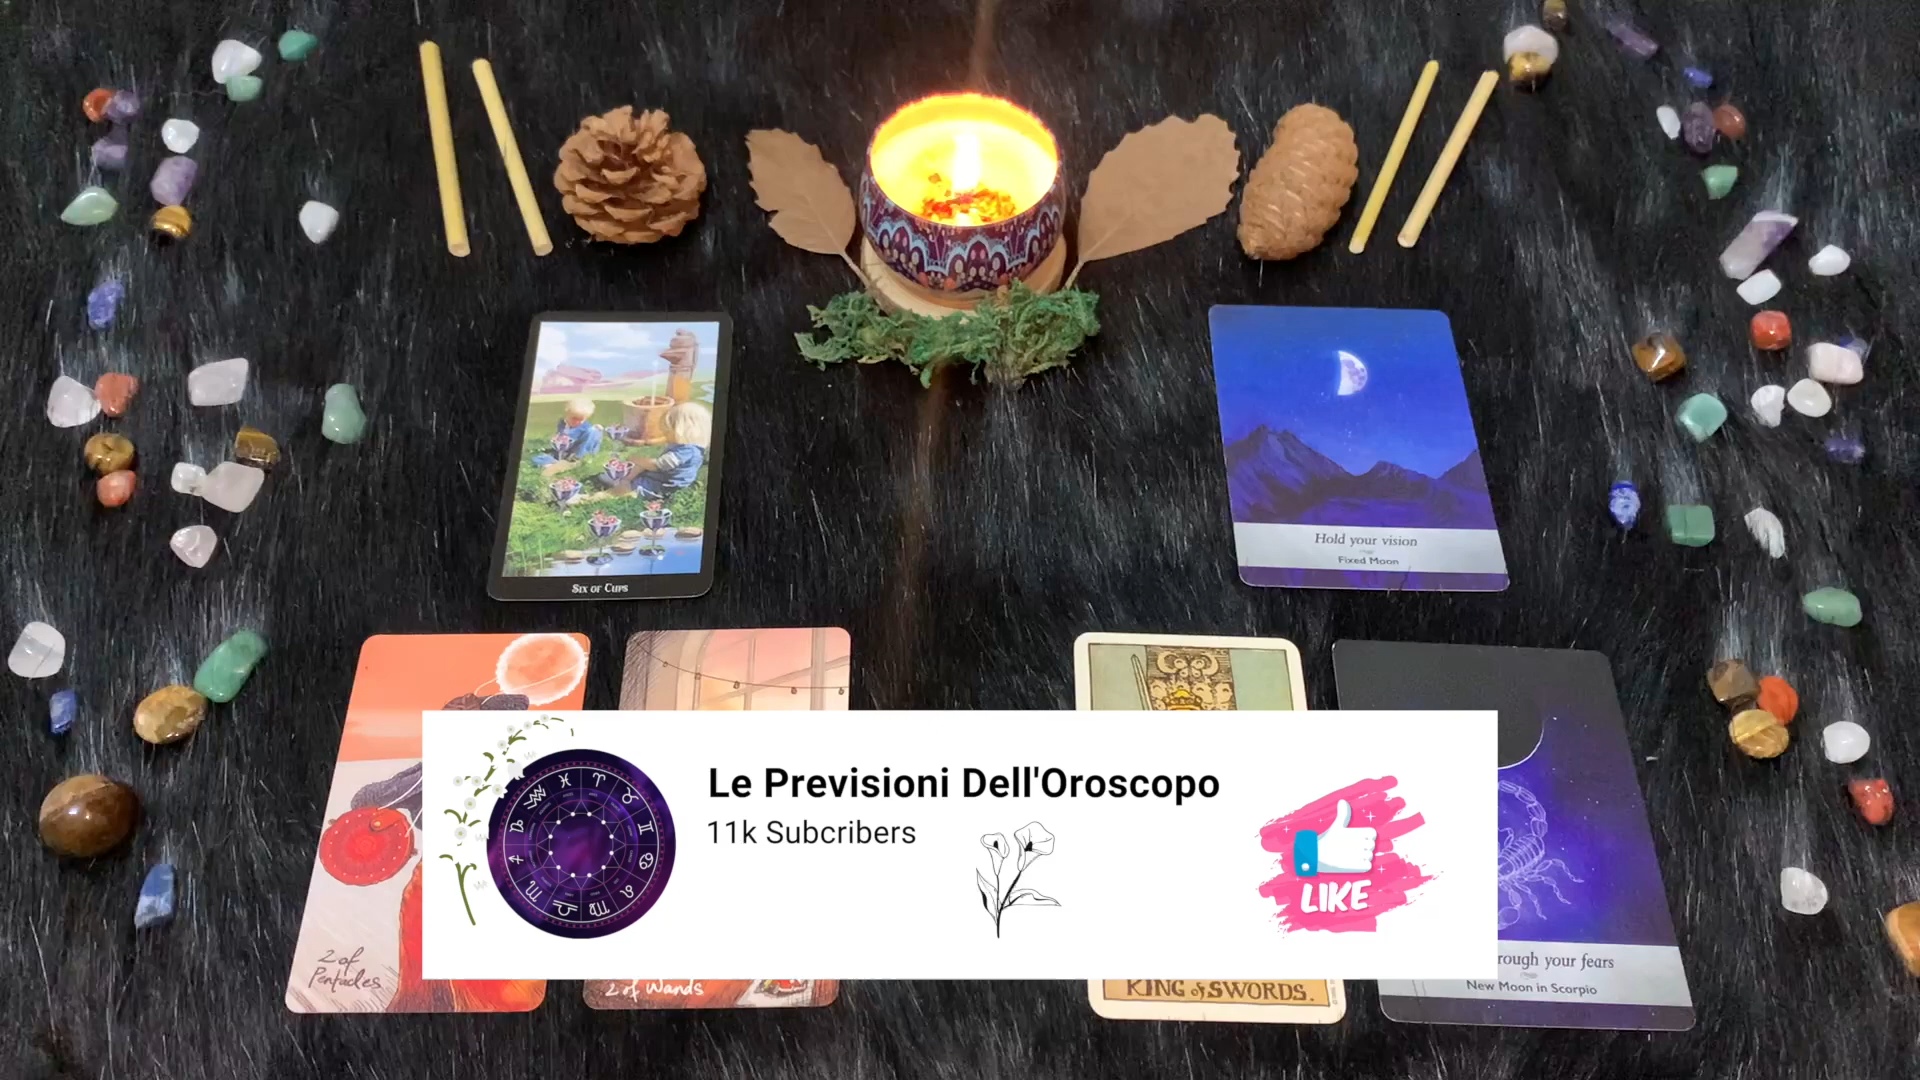 Six of Cups
Hold your vision
Fixed Moon
Le Previsioni Dell'Oroscopo
11k Subcribers
LIKE
2 of
Pentacles
2 of Wands
KING of SWORDS.
rough your fears
New Moon in Scorpio